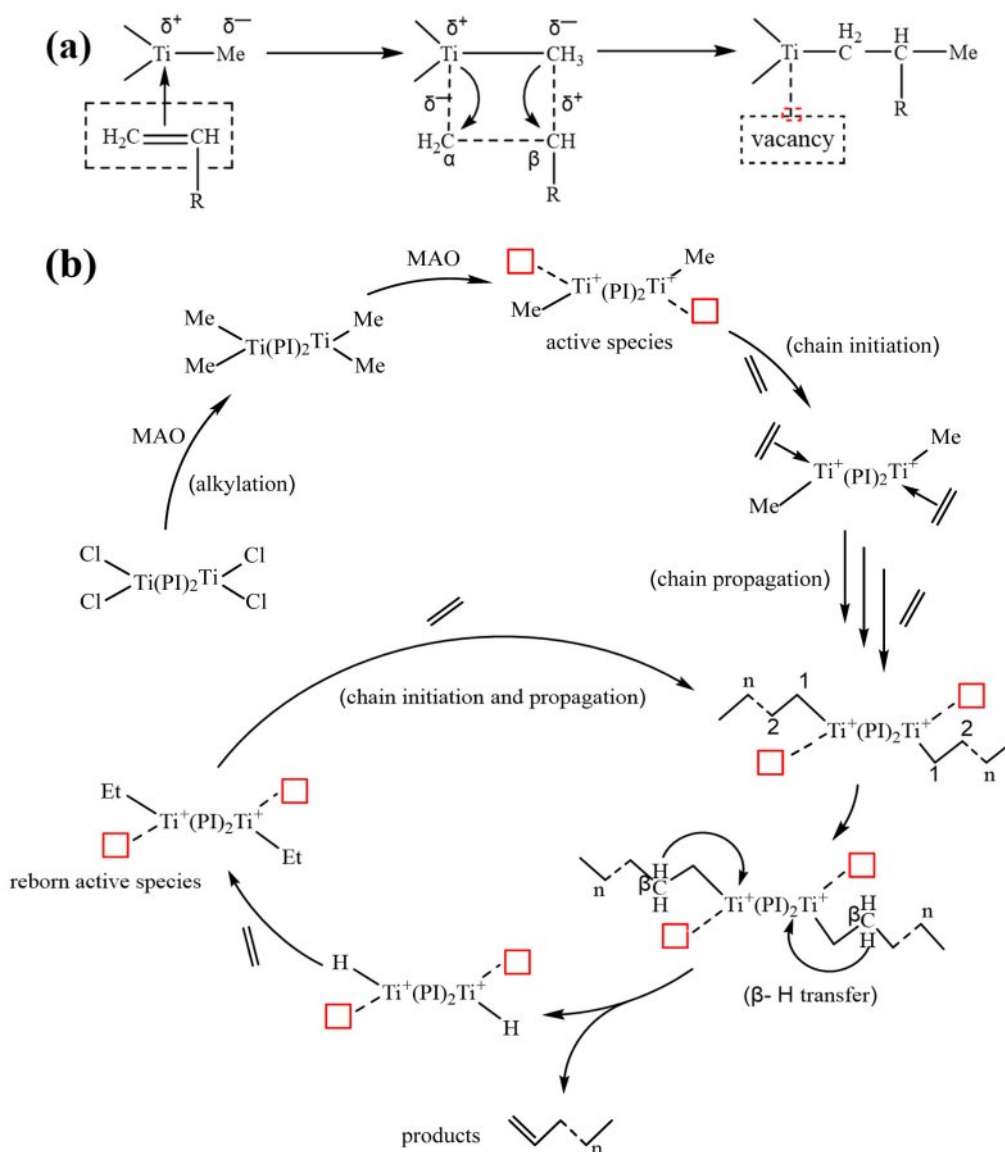 (a)
δ+ δ—
Ti Me
H2C CH
R
δ+ δ—
Ti CH3
δ— δ+
H2C CH
α β
R
H2 H
Ti C C Me
R
vacancy
(b)
MAO
Me
Ti+(PI)2Ti+
Me
active species
Me Me
Ti(PI)2Ti
Me Me
(chain initiation)
MAO
(alkylation)
Me
Ti+(PI)2Ti+
Me
Cl Cl
Ti(PI)2Ti
Cl Cl
(chain propagation)
(chain initiation and propagation)
n 1
2 Ti+(PI)2Ti+ 2
1 n
Et
Ti+(PI)2Ti+
Et
reborn active species
H
βC
n H
Ti+(PI)2Ti+
H
βC n
H
(β- H transfer)
H
Ti+(PI)2Ti+
H
products
n